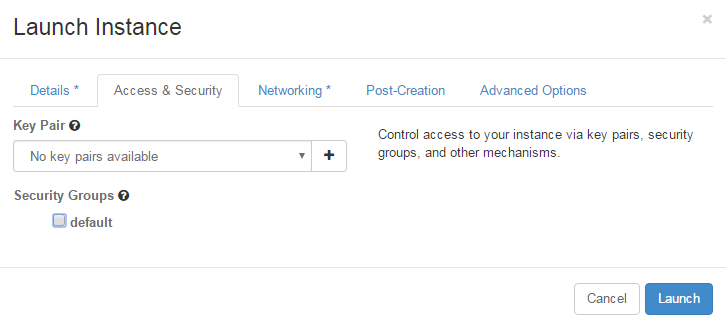 Launch Instance
×
Details *
Access & Security
Networking *
Post-Creation
Advanced Options
Key Pair
No key pairs available
+
Control access to your instance via key pairs, security
groups, and other mechanisms.
Security Groups
default
Cancel
Launch